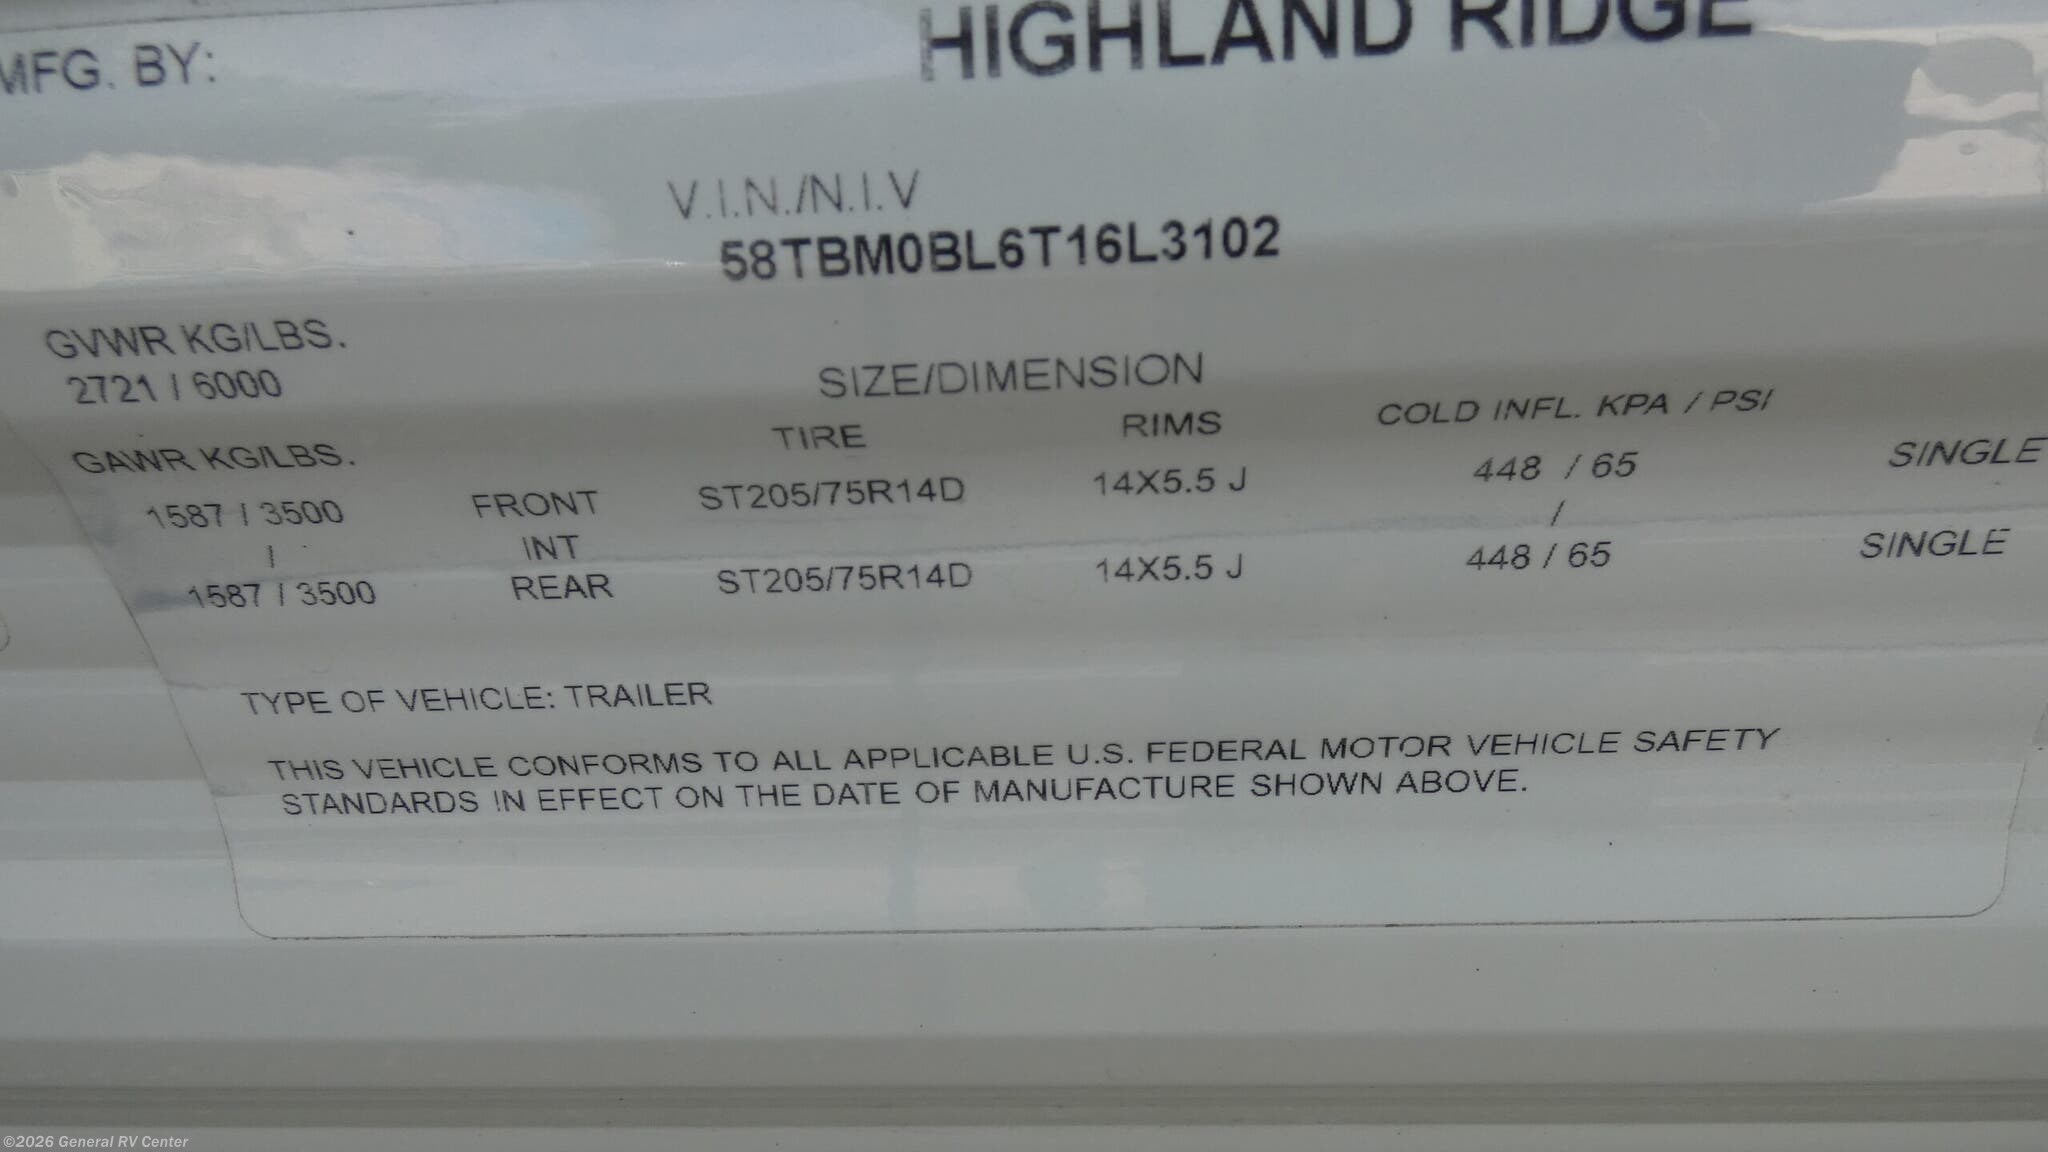 MFG. BY: HIGHLAND RIDGE
V.I.N./N.I.V
58TBM0BL6T16L3102
GVWR KG/LBS.
2721 / 6000
SIZE/DIMENSION
GAWR KG/LBS. TIRE RIMS COLD INFL. KPA / PSI
1587 / 3500 FRONT ST205/75R14D 14X5.5 J 448 / 65 SINGLE
/ INT /
1587 / 3500 REAR ST205/75R14D 14X5.5 J 448 / 65 SINGLE
TYPE OF VEHICLE: TRAILER
THIS VEHICLE CONFORMS TO ALL APPLICABLE U.S. FEDERAL MOTOR VEHICLE SAFETY
STANDARDS IN EFFECT ON THE DATE OF MANUFACTURE SHOWN ABOVE.
©2026 General RV Center